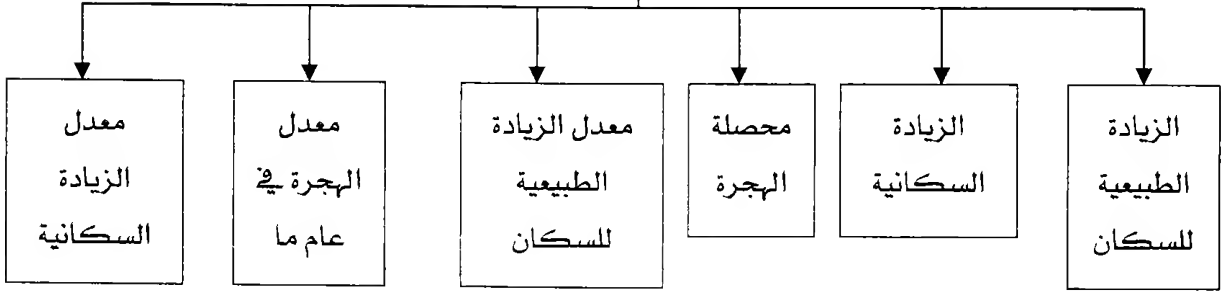 الزيادة
الطبيعية
للسكان
الزيادة
السكانية
محصلة
الهجرة
معدل الزيادة
الطبيعية
للسكان
معدل
الهجرة في
عام ما
معدل
الزيادة
السكانية